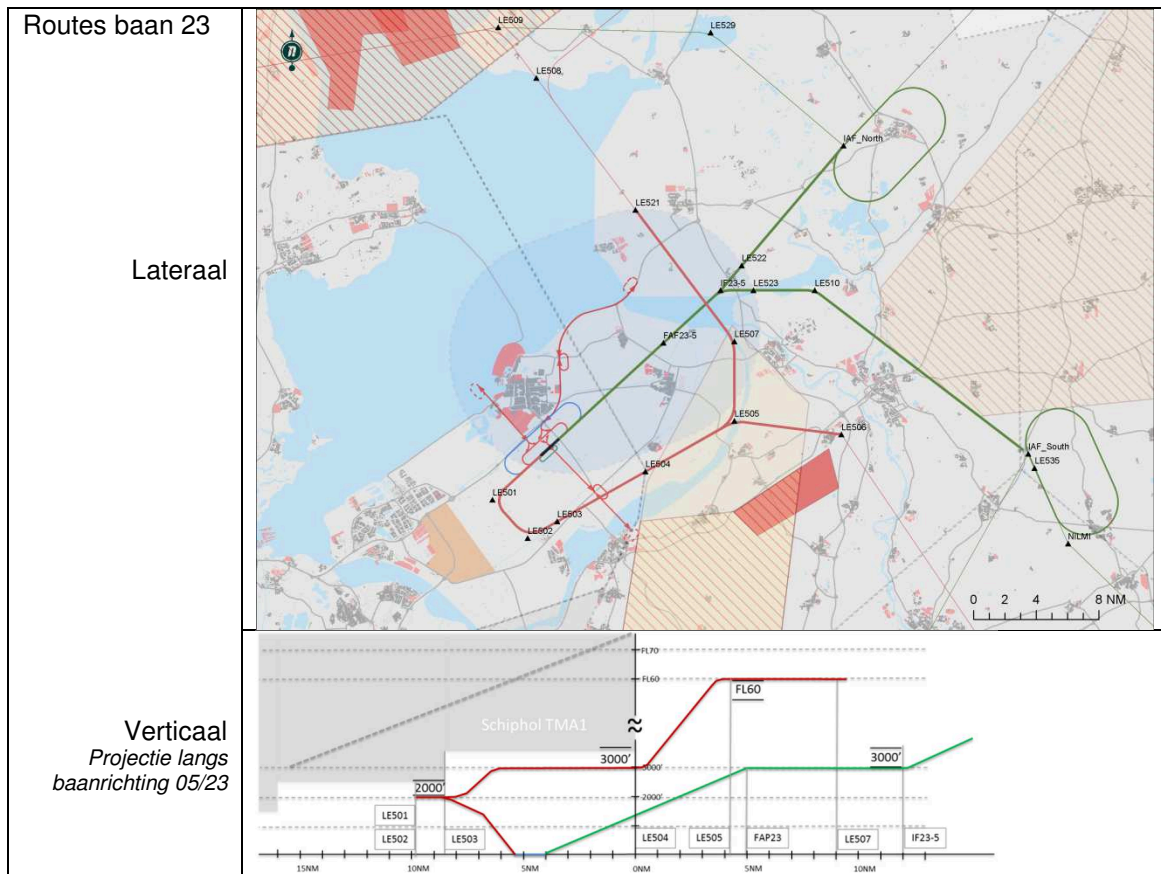 Routes baan 23
Lateraal
n
LE509
LE529
LE508
IAF_North
LE521
LE522
IF23-5
LE523
LE510
FAF23-5
LE507
LE505
LE506
IAF_South
LE535
LE504
LE501
LE503
LE502
NILMI
0 2 4 8 NM
Verticaal
Projectie langs
baanrichting 05/23
FL70
FL60
FL60
Schiphol TMA1
≈
3000'
3000'
3000'
2000'
2000'
LE501
LE502
LE503
LE504
LE505
FAP23
LE507
IF23-5
15NM
10NM
5NM
0NM
5NM
10NM